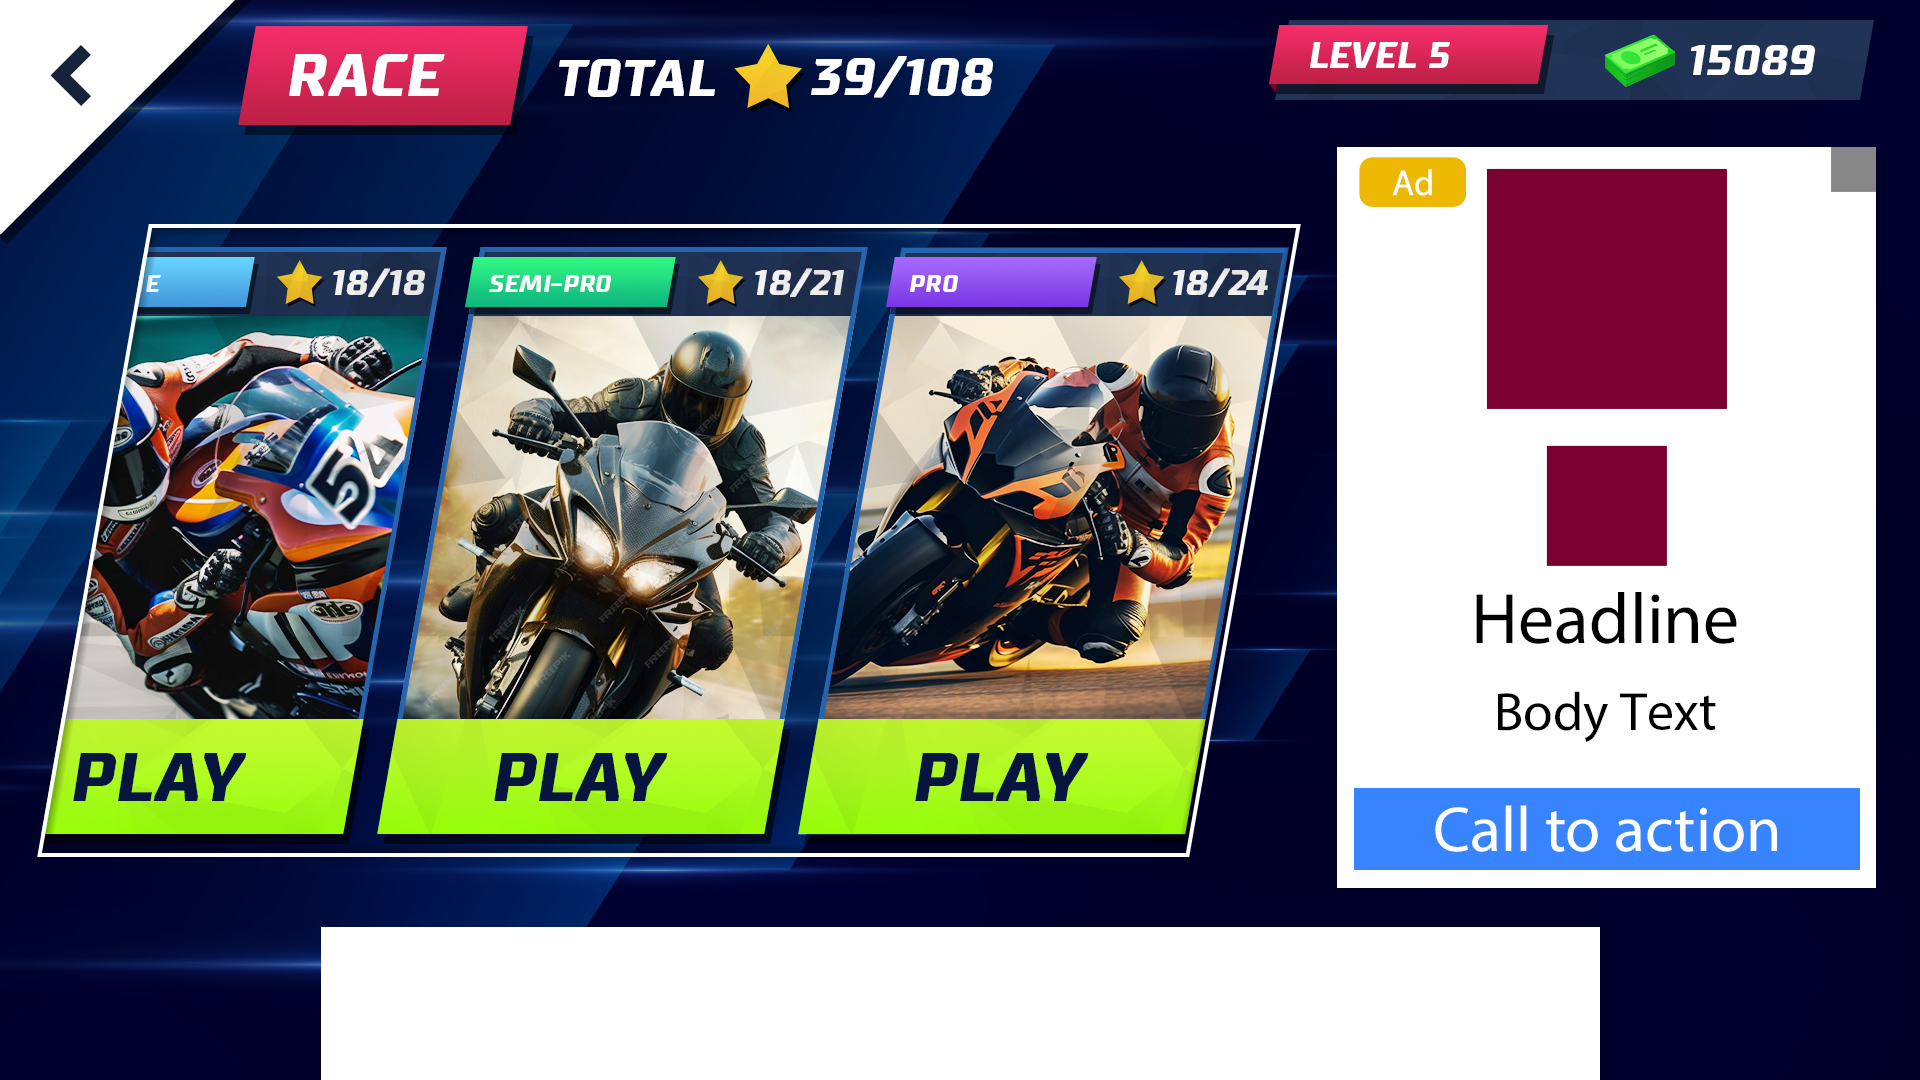 RACE
TOTAL 39/108
LEVEL 5
15089
E
18/18
SEMI-PRO
18/21
PRO
18/24
54
PLAY
PLAY
PLAY
Ad
Headline
Body Text
Call to action